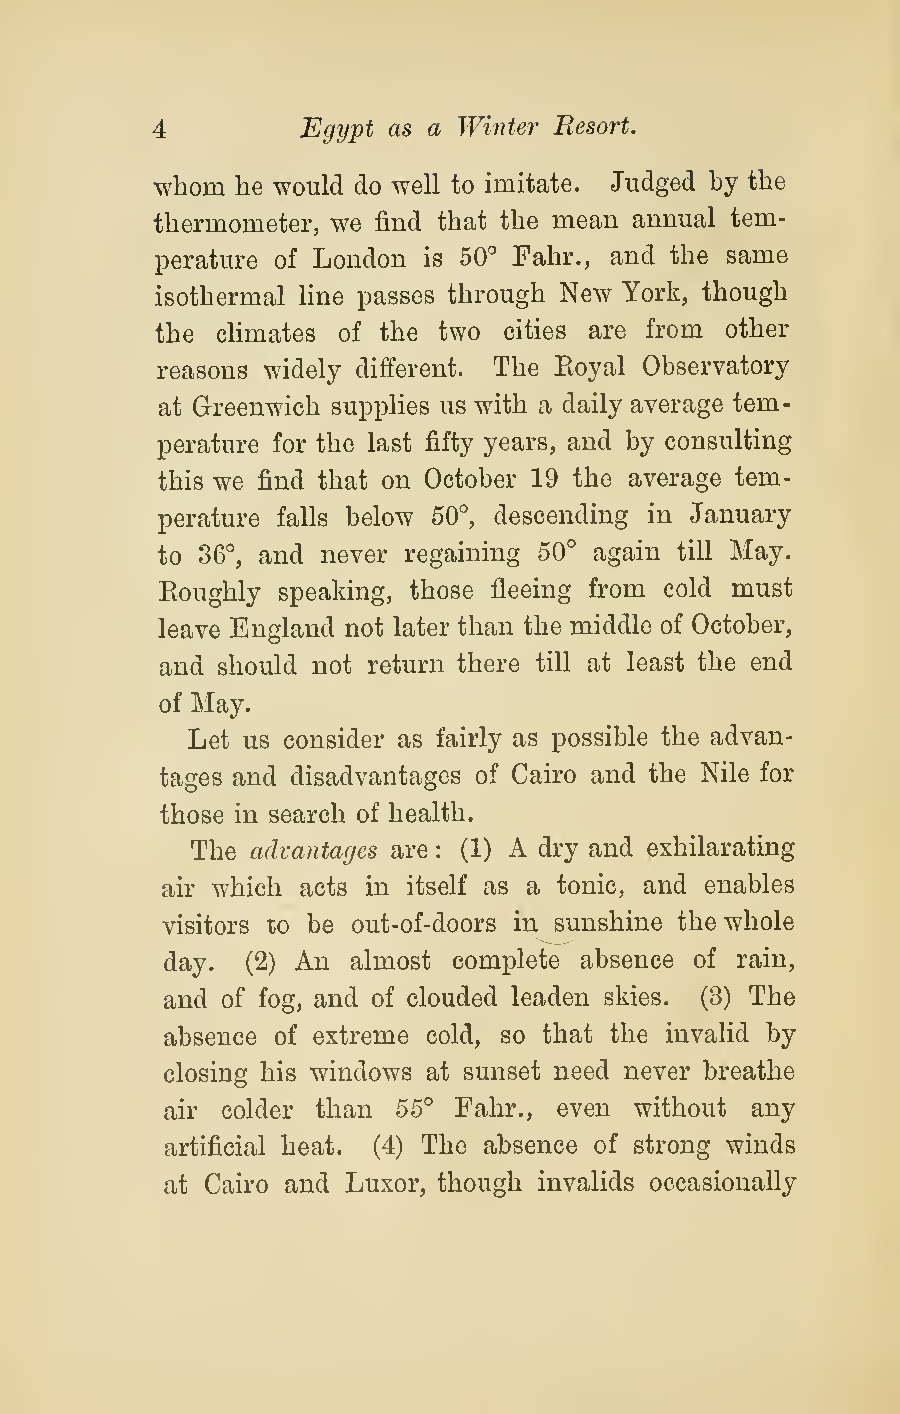 4 Egypt as a Winter Resort.
whom he would do well to imitate. Judged by the
thermometer, we find that the mean annual tem-
perature of London is 50° Fahr., and the same
isothermal line passes through New York, though
the climates of the two cities are from other
reasons widely different. The Royal Observatory
at Greenwich supplies us with a daily average tem-
perature for the last fifty years, and by consulting
this we find that on October 19 the average tem-
perature falls below 50°, descending in January
to 36°, and never regaining 50° again till May.
Roughly speaking, those fleeing from cold must
leave England not later than the middle of October,
and should not return there till at least the end
of May.
Let us consider as fairly as possible the advan-
tages and disadvantages of Cairo and the Nile for
those in search of health.
The advantages are: (1) A dry and exhilarating
air which acts in itself as a tonic, and enables
visitors to be out-of-doors in sunshine the whole
day. (2) An almost complete absence of rain,
and of fog, and of clouded leaden skies. (3) The
absence of extreme cold, so that the invalid by
closing his windows at sunset need never breathe
air colder than 55° Fahr., even without any
artificial heat. (4) The absence of strong winds
at Cairo and Luxor, though invalids occasionally